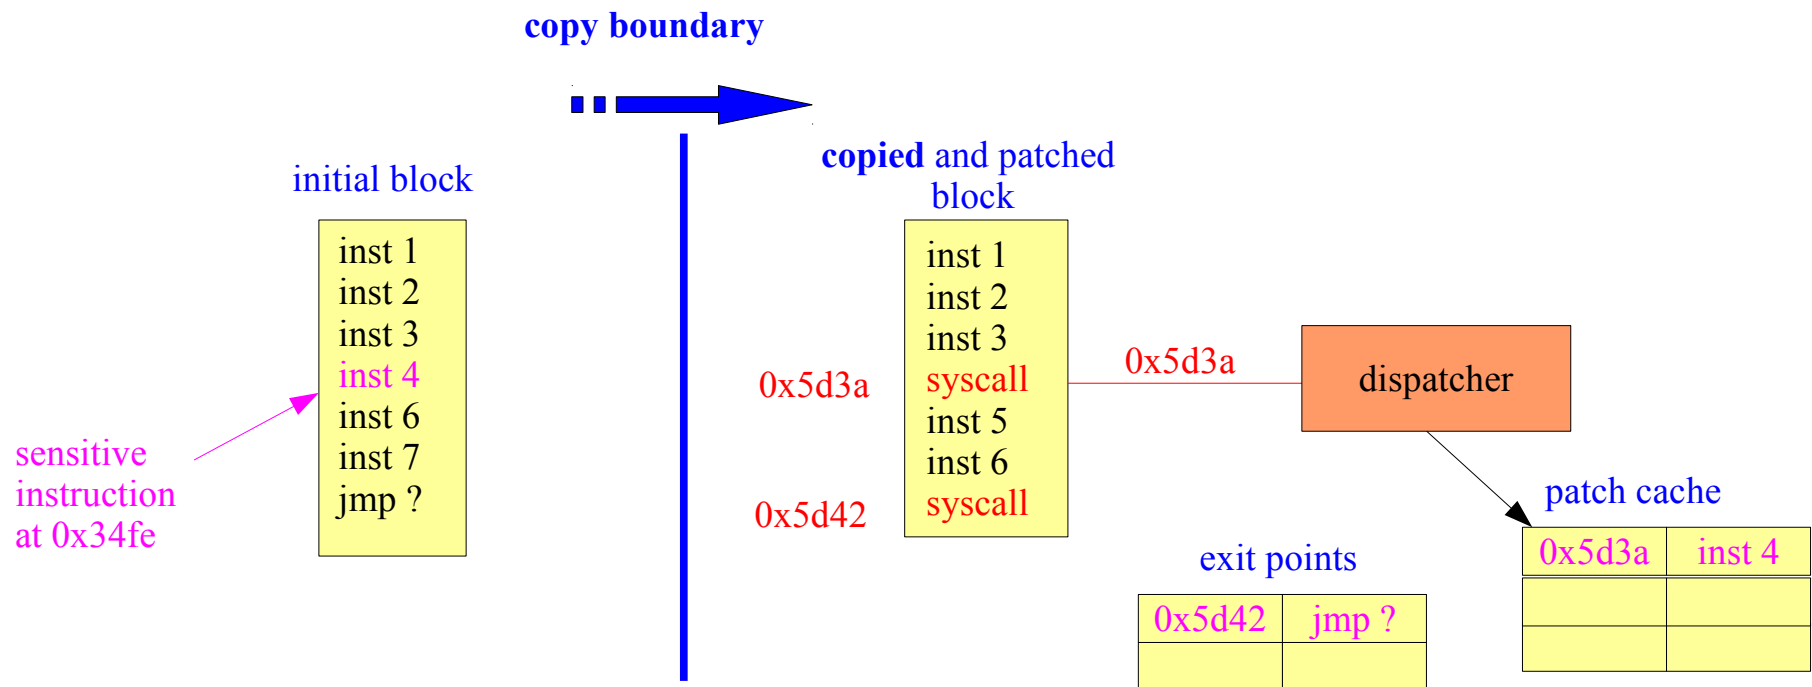 copy boundary
initial block
inst 1
inst 2
inst 3
inst 4
inst 6
inst 7
jmp ?
sensitive
instruction
at 0x34fe
copied and patched
block
inst 1
inst 2
inst 3
syscall
inst 5
inst 6
syscall
0x5d3a
0x5d42
0x5d3a
dispatcher
exit points
0x5d42 jmp ?
patch cache
0x5d3a inst 4